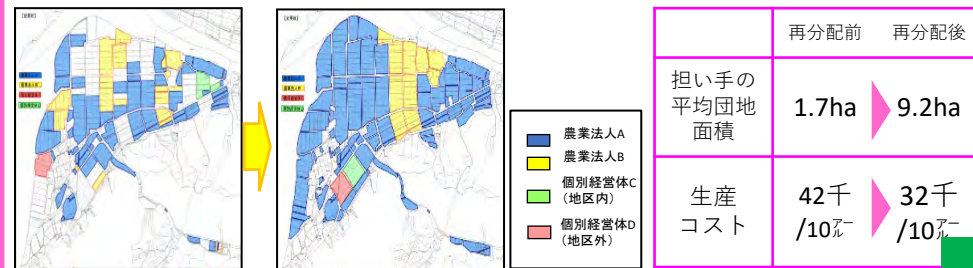 農業法人A
農業法人B
個別経営体C
(地区内)
個別経営体D
(地区外)
再分配前 再分配後
担い手の
平均団地
面積
1.7ha 9.2ha
生産
コスト
42千
/10アール
32千
/10アール